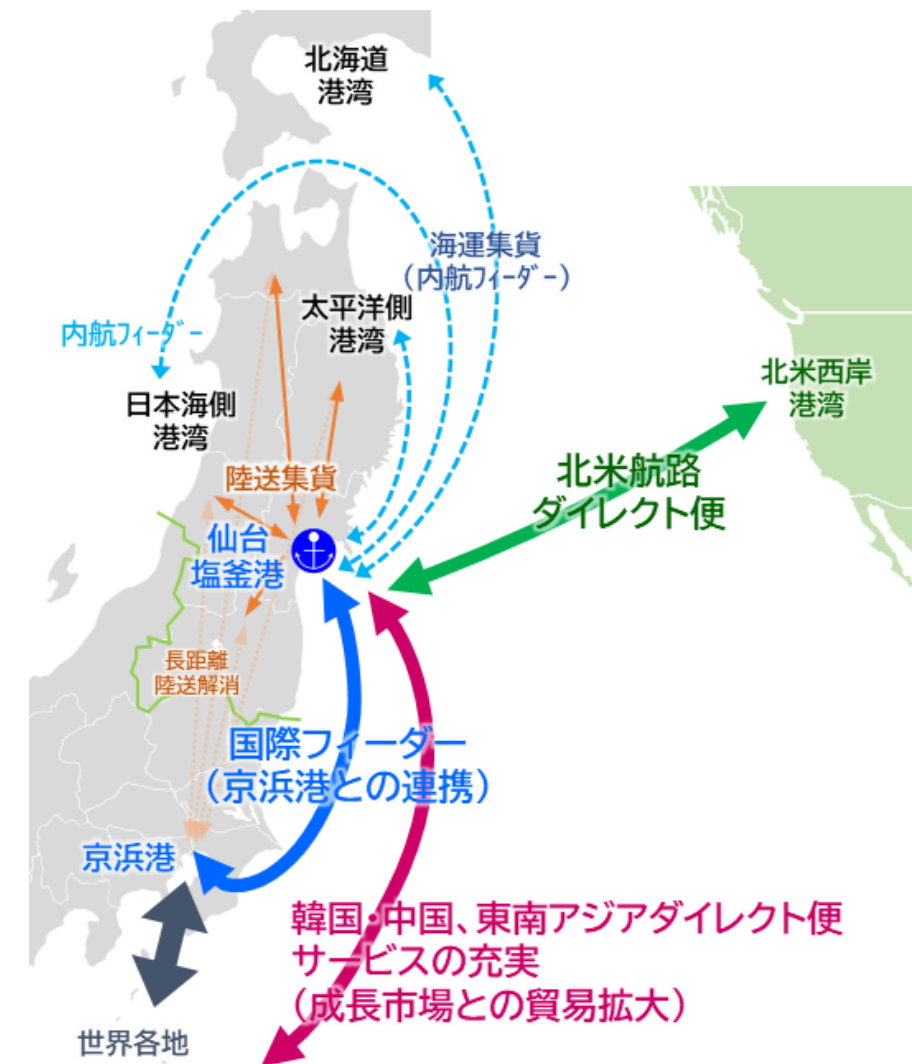 北海道
港湾
海運集貨
（内航フィーダー）
太平洋側
港湾
内航フィーダー
日本海側
港湾
北米西岸
港湾
北米航路
ダイレクト便
陸送集貨
仙台
塩釜港
長距離
陸送解消
国際フィーダー
（京浜港との連携）
京浜港
韓国・中国、東南アジアダイレクト便
サービスの充実
（成長市場との貿易拡大）
世界各地